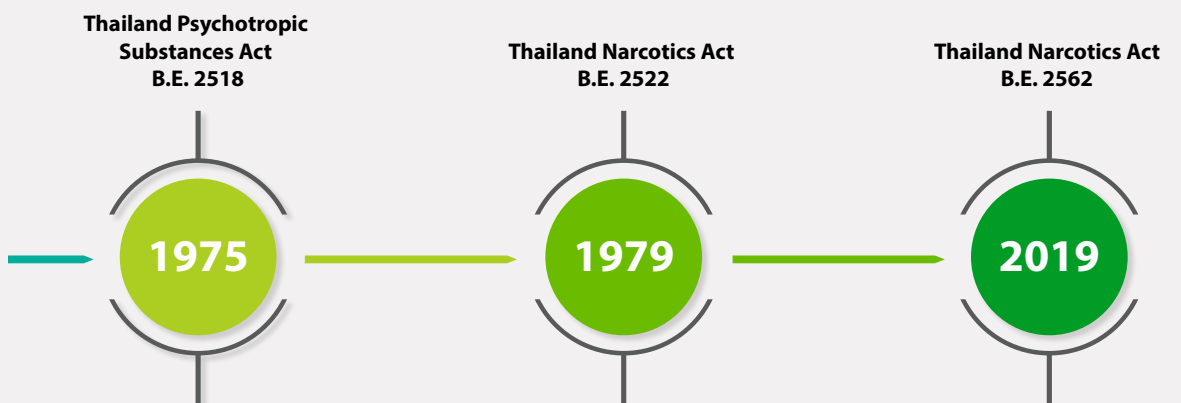 Thailand Psychotropic
Substances Act
B.E. 2518
Thailand Narcotics Act
B.E. 2522
Thailand Narcotics Act
B.E. 2562
1975
1979
2019